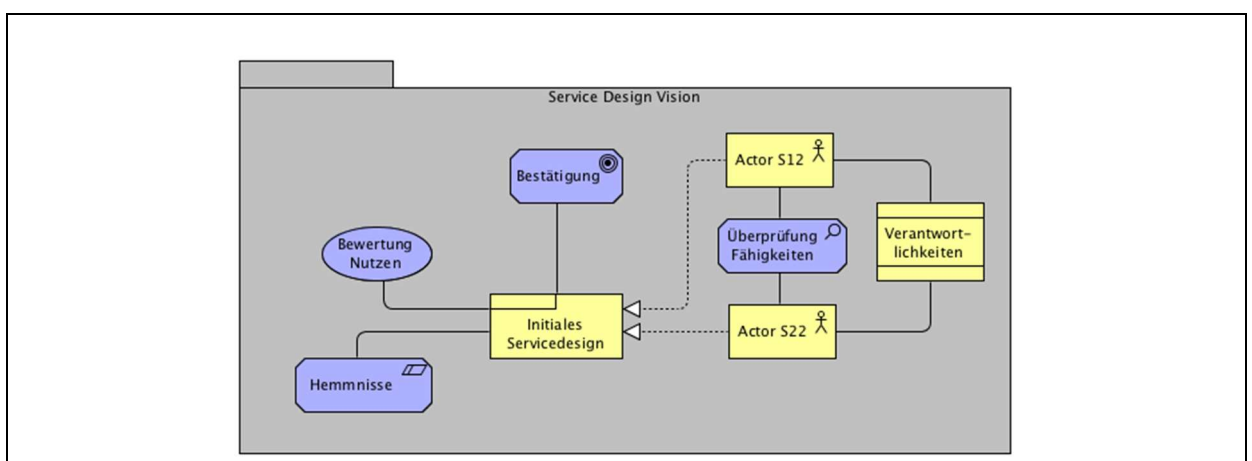 Service Design Vision
Bestätigung
Actor S12
Überprüfung
Fähigkeiten
Verantwort-
lichkeiten
Bewertung
Nutzen
Initiales
Servicedesign
Actor S22
Hemmnisse